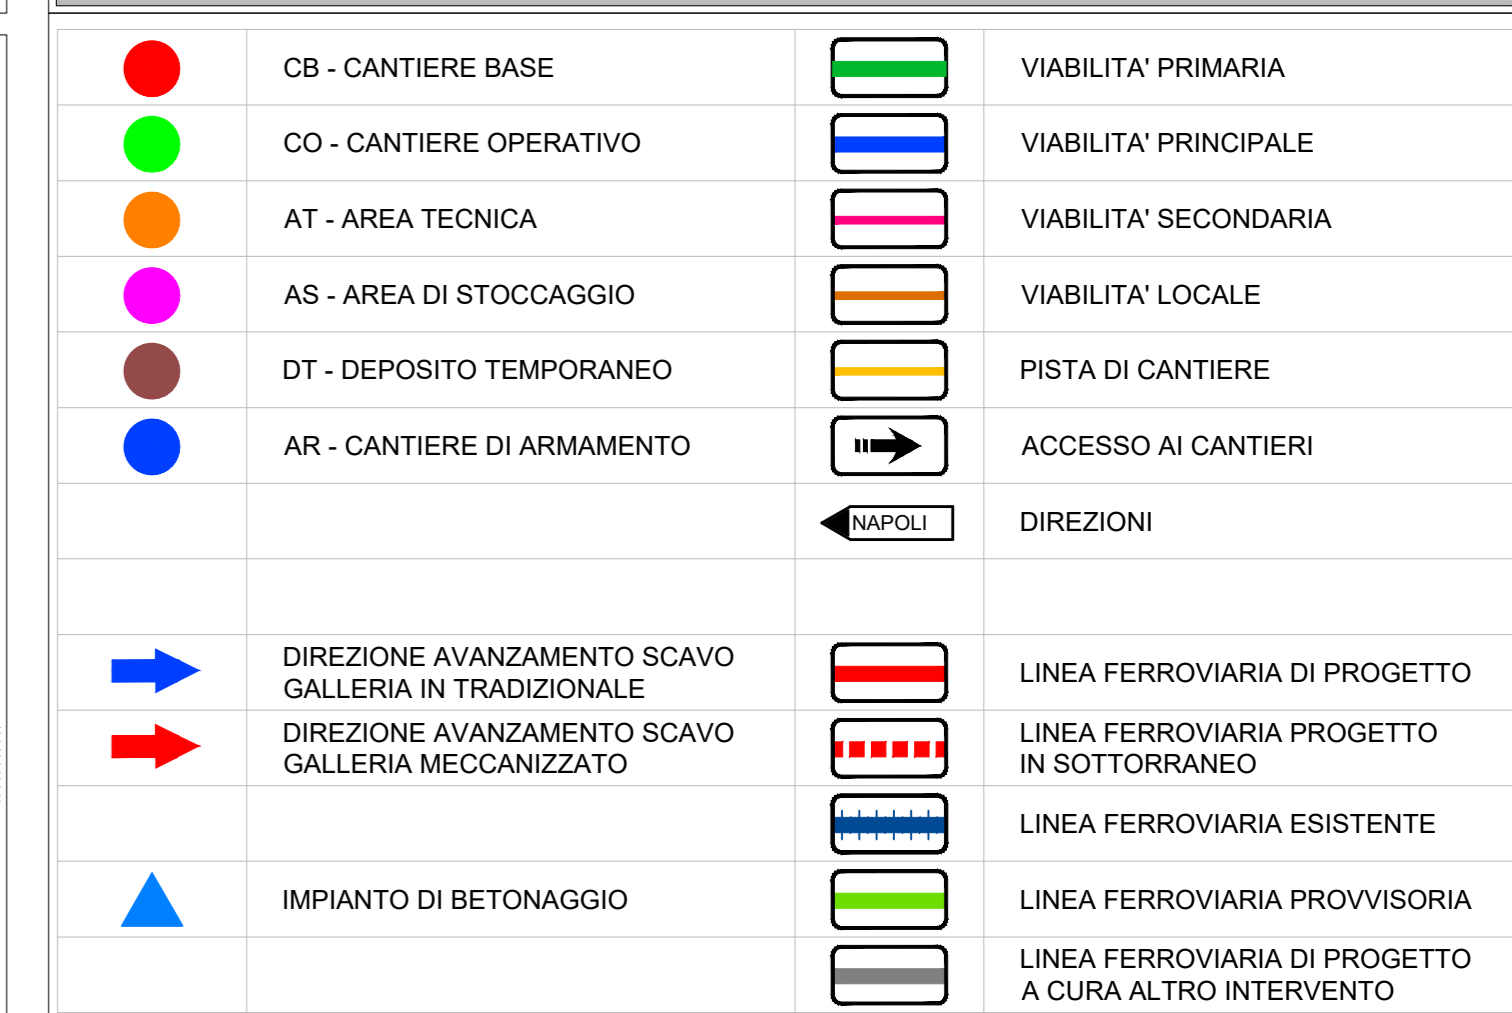 CB - CANTIERE BASE
VIABILITA' PRIMARIA
CO - CANTIERE OPERATIVO
VIABILITA' PRINCIPALE
AT - AREA TECNICA
VIABILITA' SECONDARIA
AS - AREA DI STOCCAGGIO
VIABILITA' LOCALE
DT - DEPOSITO TEMPORANEO
PISTA DI CANTIERE
AR - CANTIERE DI ARMAMENTO
ACCESSO AI CANTIERI
NAPOLI
DIREZIONI
DIREZIONE AVANZAMENTO SCAVO
GALLERIA IN TRADIZIONALE
LINEA FERROVIARIA DI PROGETTO
DIREZIONE AVANZAMENTO SCAVO
GALLERIA MECCANIZZATO
LINEA FERROVIARIA PROGETTO
IN SOTTORRANEO
LINEA FERROVIARIA ESISTENTE
IMPIANTO DI BETONAGGIO
LINEA FERROVIARIA PROVVISORIA
LINEA FERROVIARIA DI PROGETTO
A CURA ALTRO INTERVENTO